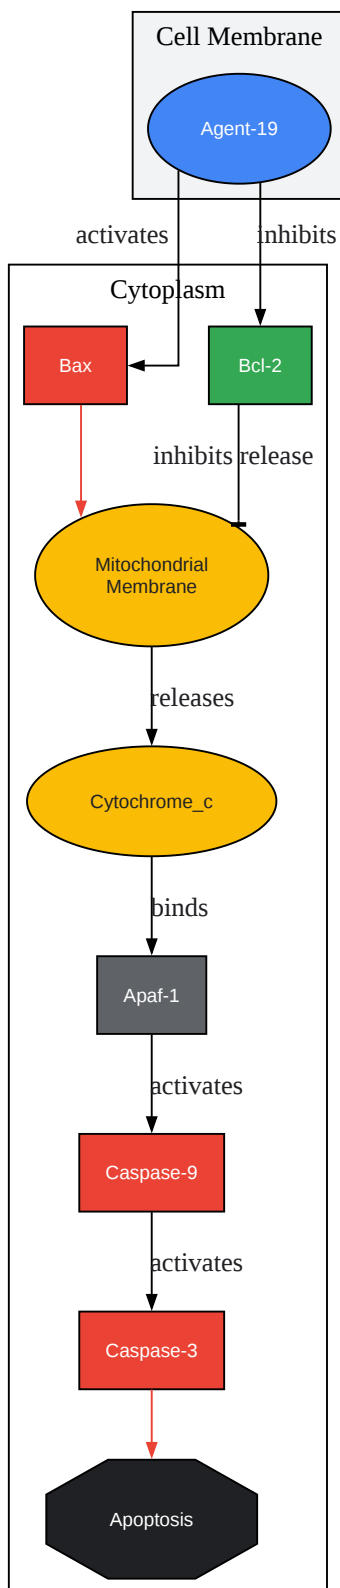 Cell Membrane
Agent-19
activates
inhibits
Cytoplasm
Bax
Bcl-2
inhibits release
Mitochondrial
Membrane
releases
Cytochrome_c
binds
Apaf-1
activates
Caspase-9
activates
Caspase-3
Apoptosis